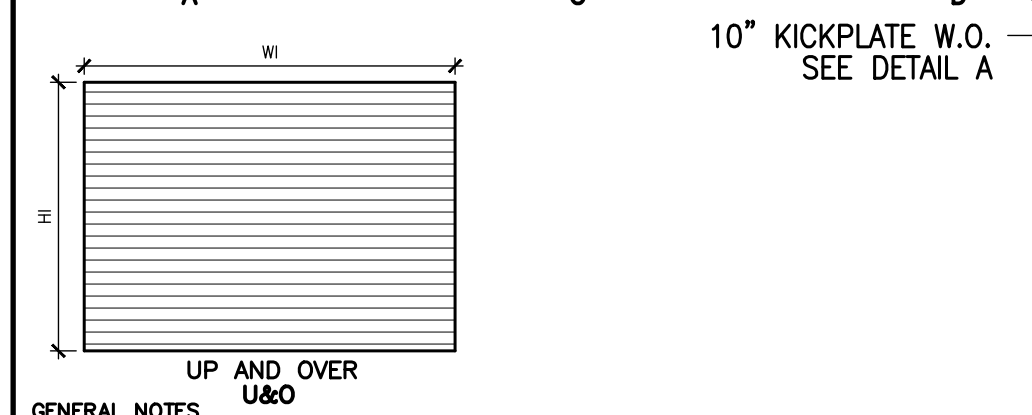 10” KICKPLATE W.O.
SEE DETAIL A
WI
HI
UP AND OVER
U&O
GENERAL NOTES